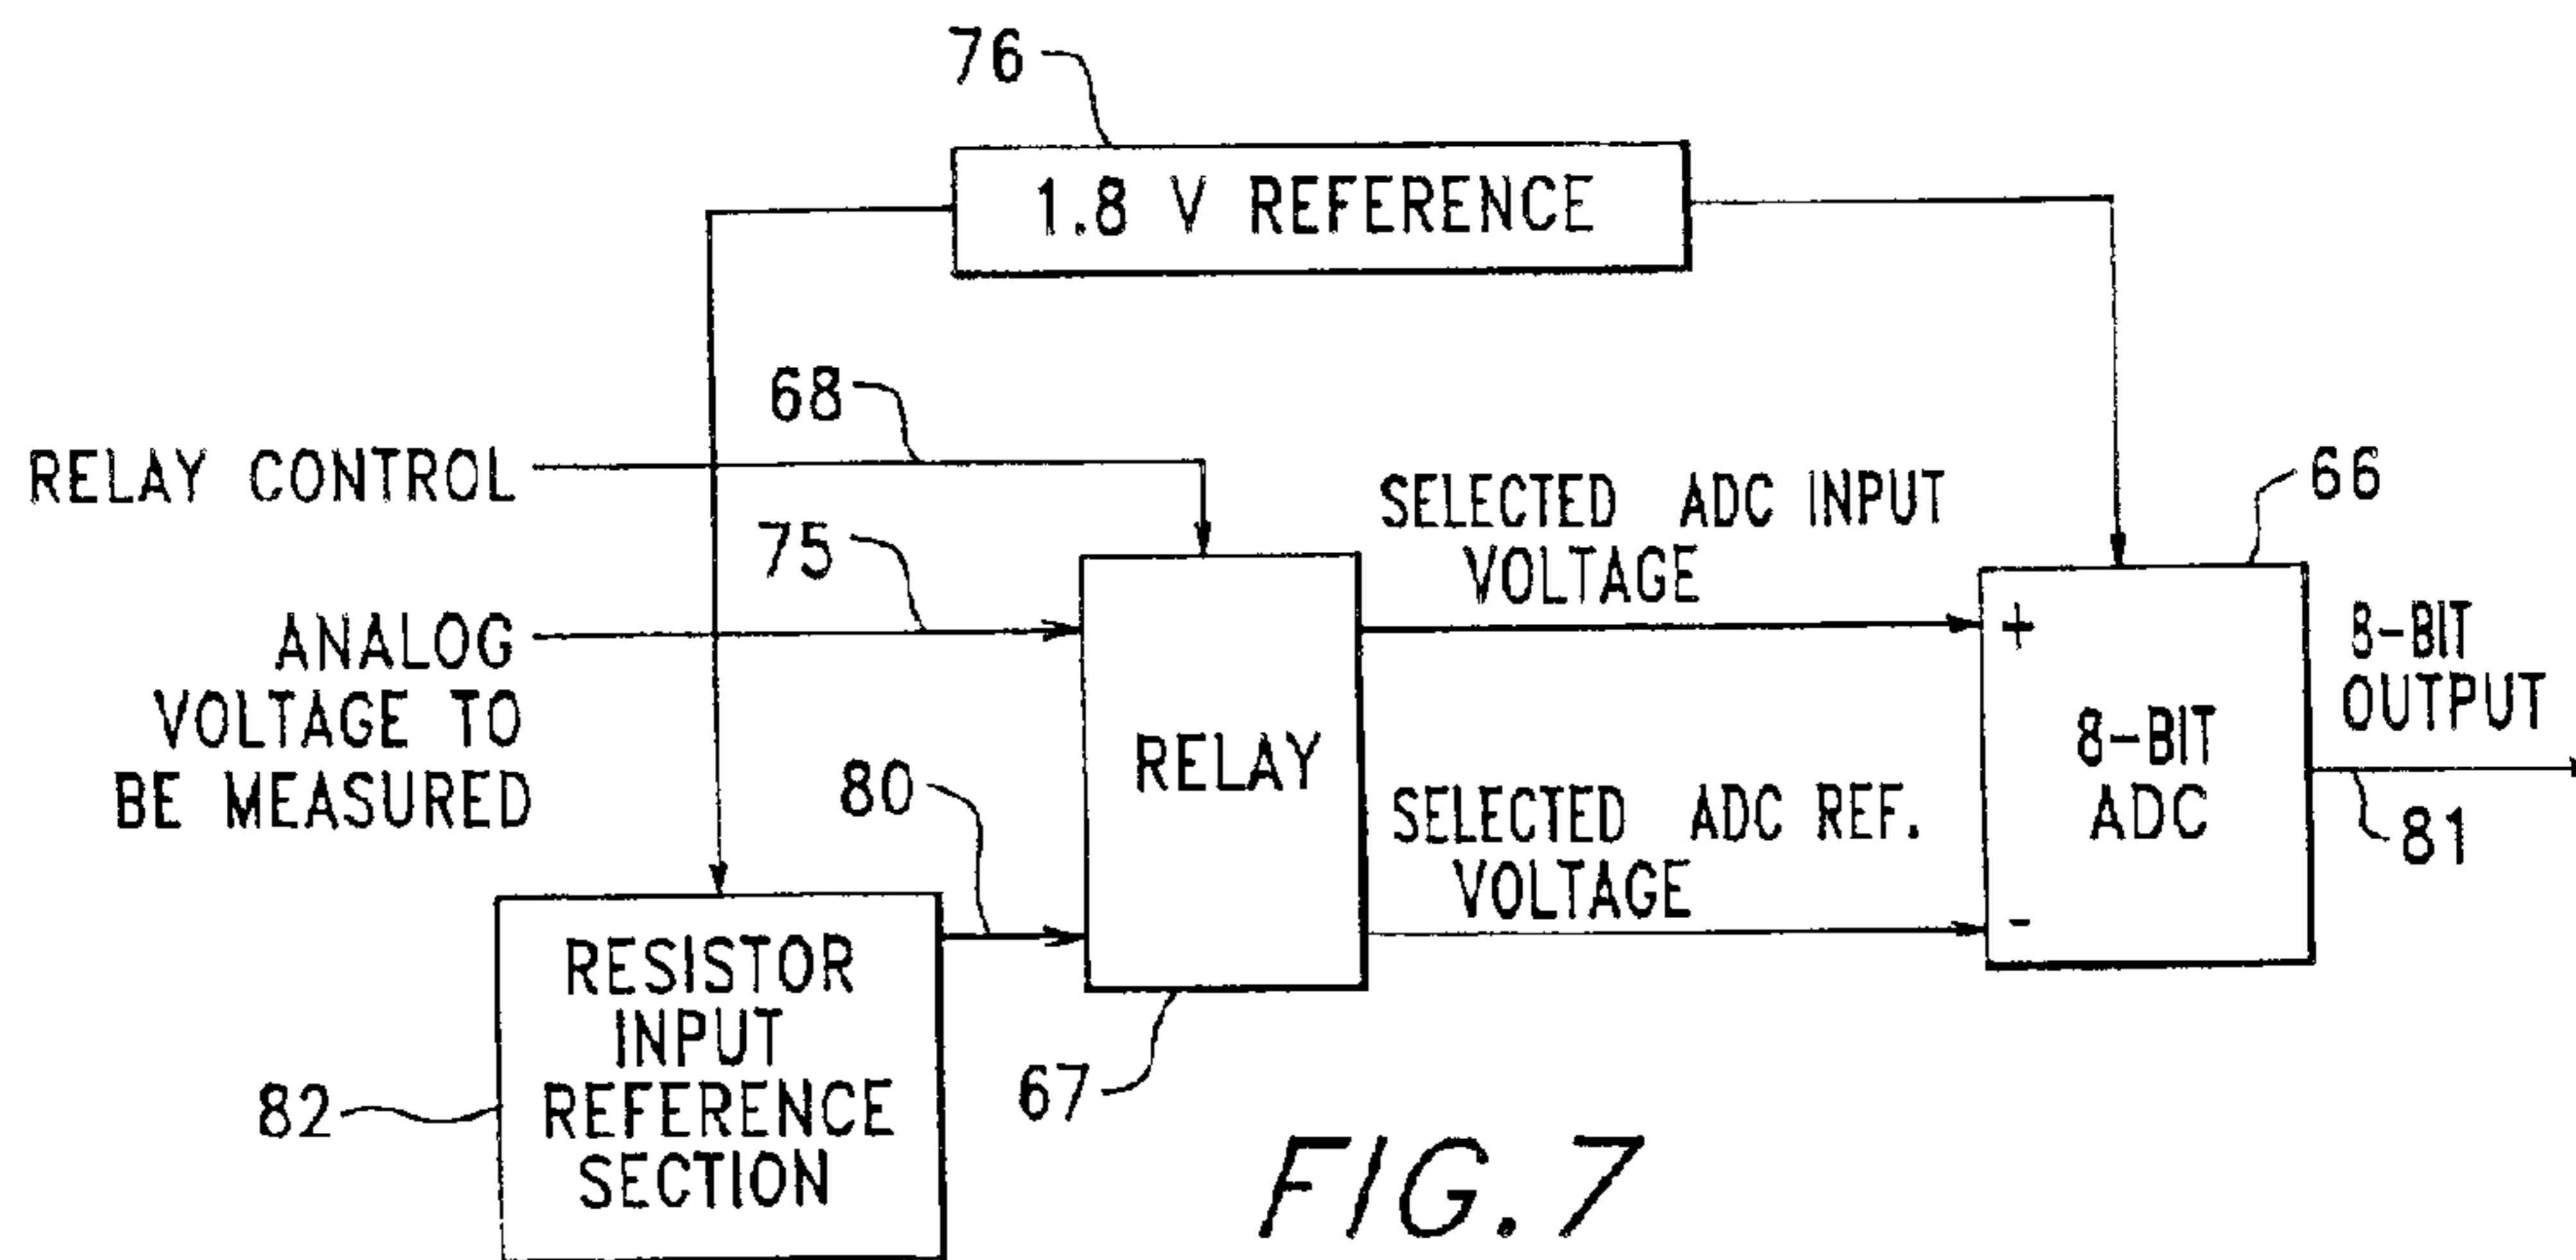 76
1.8 V REFERENCE
68
RELAY CONTROL
75
ANALOG
VOLTAGE TO
BE MEASURED
SELECTED ADC INPUT
VOLTAGE
66
+
8-BIT
OUTPUT
RELAY
8-BIT
ADC
80
SELECTED ADC REF.
VOLTAGE
-
81
RESISTOR
INPUT
REFERENCE
SECTION
82
67
FIG. 7